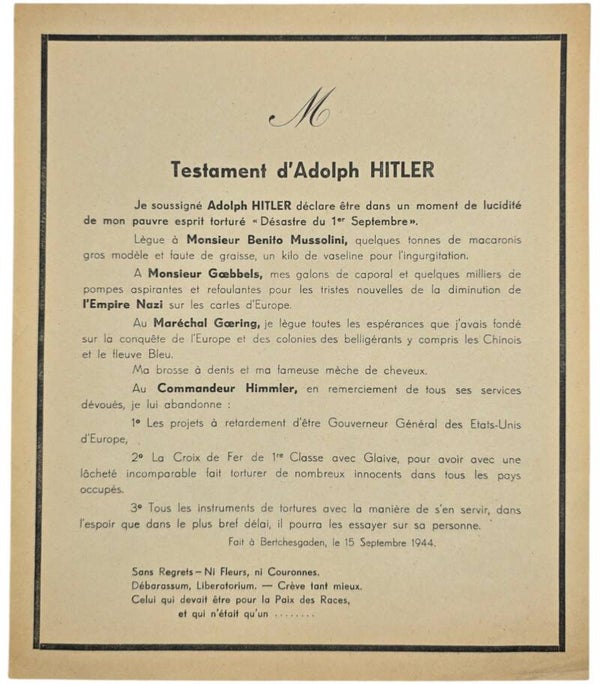 M
Testament d'Adolph HITLER
Je soussigné Adolph HITLER déclare être dans un moment de lucidité
de mon pauvre esprit torturé « Désastre du 1er Septembre ».
Lègue à Monsieur Benito Mussolini, quelques tonnes de macaronis
gros modèle et faute de graisse, un kilo de vaseline pour l'ingurgitation.
A Monsieur Gœbbels, mes galons de caporal et quelques milliers de
pompes aspirantes et refoulantes pour les tristes nouvelles de la diminution de
l'Empire Nazi sur les cartes d'Europe.
Au Maréchal Gœring, je lègue toutes les espérances que j'avais fondé
sur la conquête de l'Europe et des colonies des belligérants y compris les Chinois
et le fleuve Bleu.
Ma brosse à dents et ma fameuse mèche de cheveux.
Au Commandeur Himmler, en remerciement de tous ses services
dévoués, je lui abandonne :
1º Les projets à retardement d'être Gouverneur Général des Etats-Unis
d'Europe,
2º La Croix de Fer de 1re Classe avec Glaive, pour avoir avec une
lâcheté incomparable fait torturer de nombreux innocents dans tous les pays
occupés.
3º Tous les instruments de tortures avec la manière de s'en servir, dans
l'espoir que dans le plus bref délai, il pourra les essayer sur sa personne.
Fait à Bertchesgaden, le 15 Septembre 1944.
Sans Regrets – Ni Fleurs, ni Couronnes.
Débarassum, Liberatorium. — Crève tant mieux.
Celui qui devait être pour la Paix des Races,
et qui n'était qu'un ........